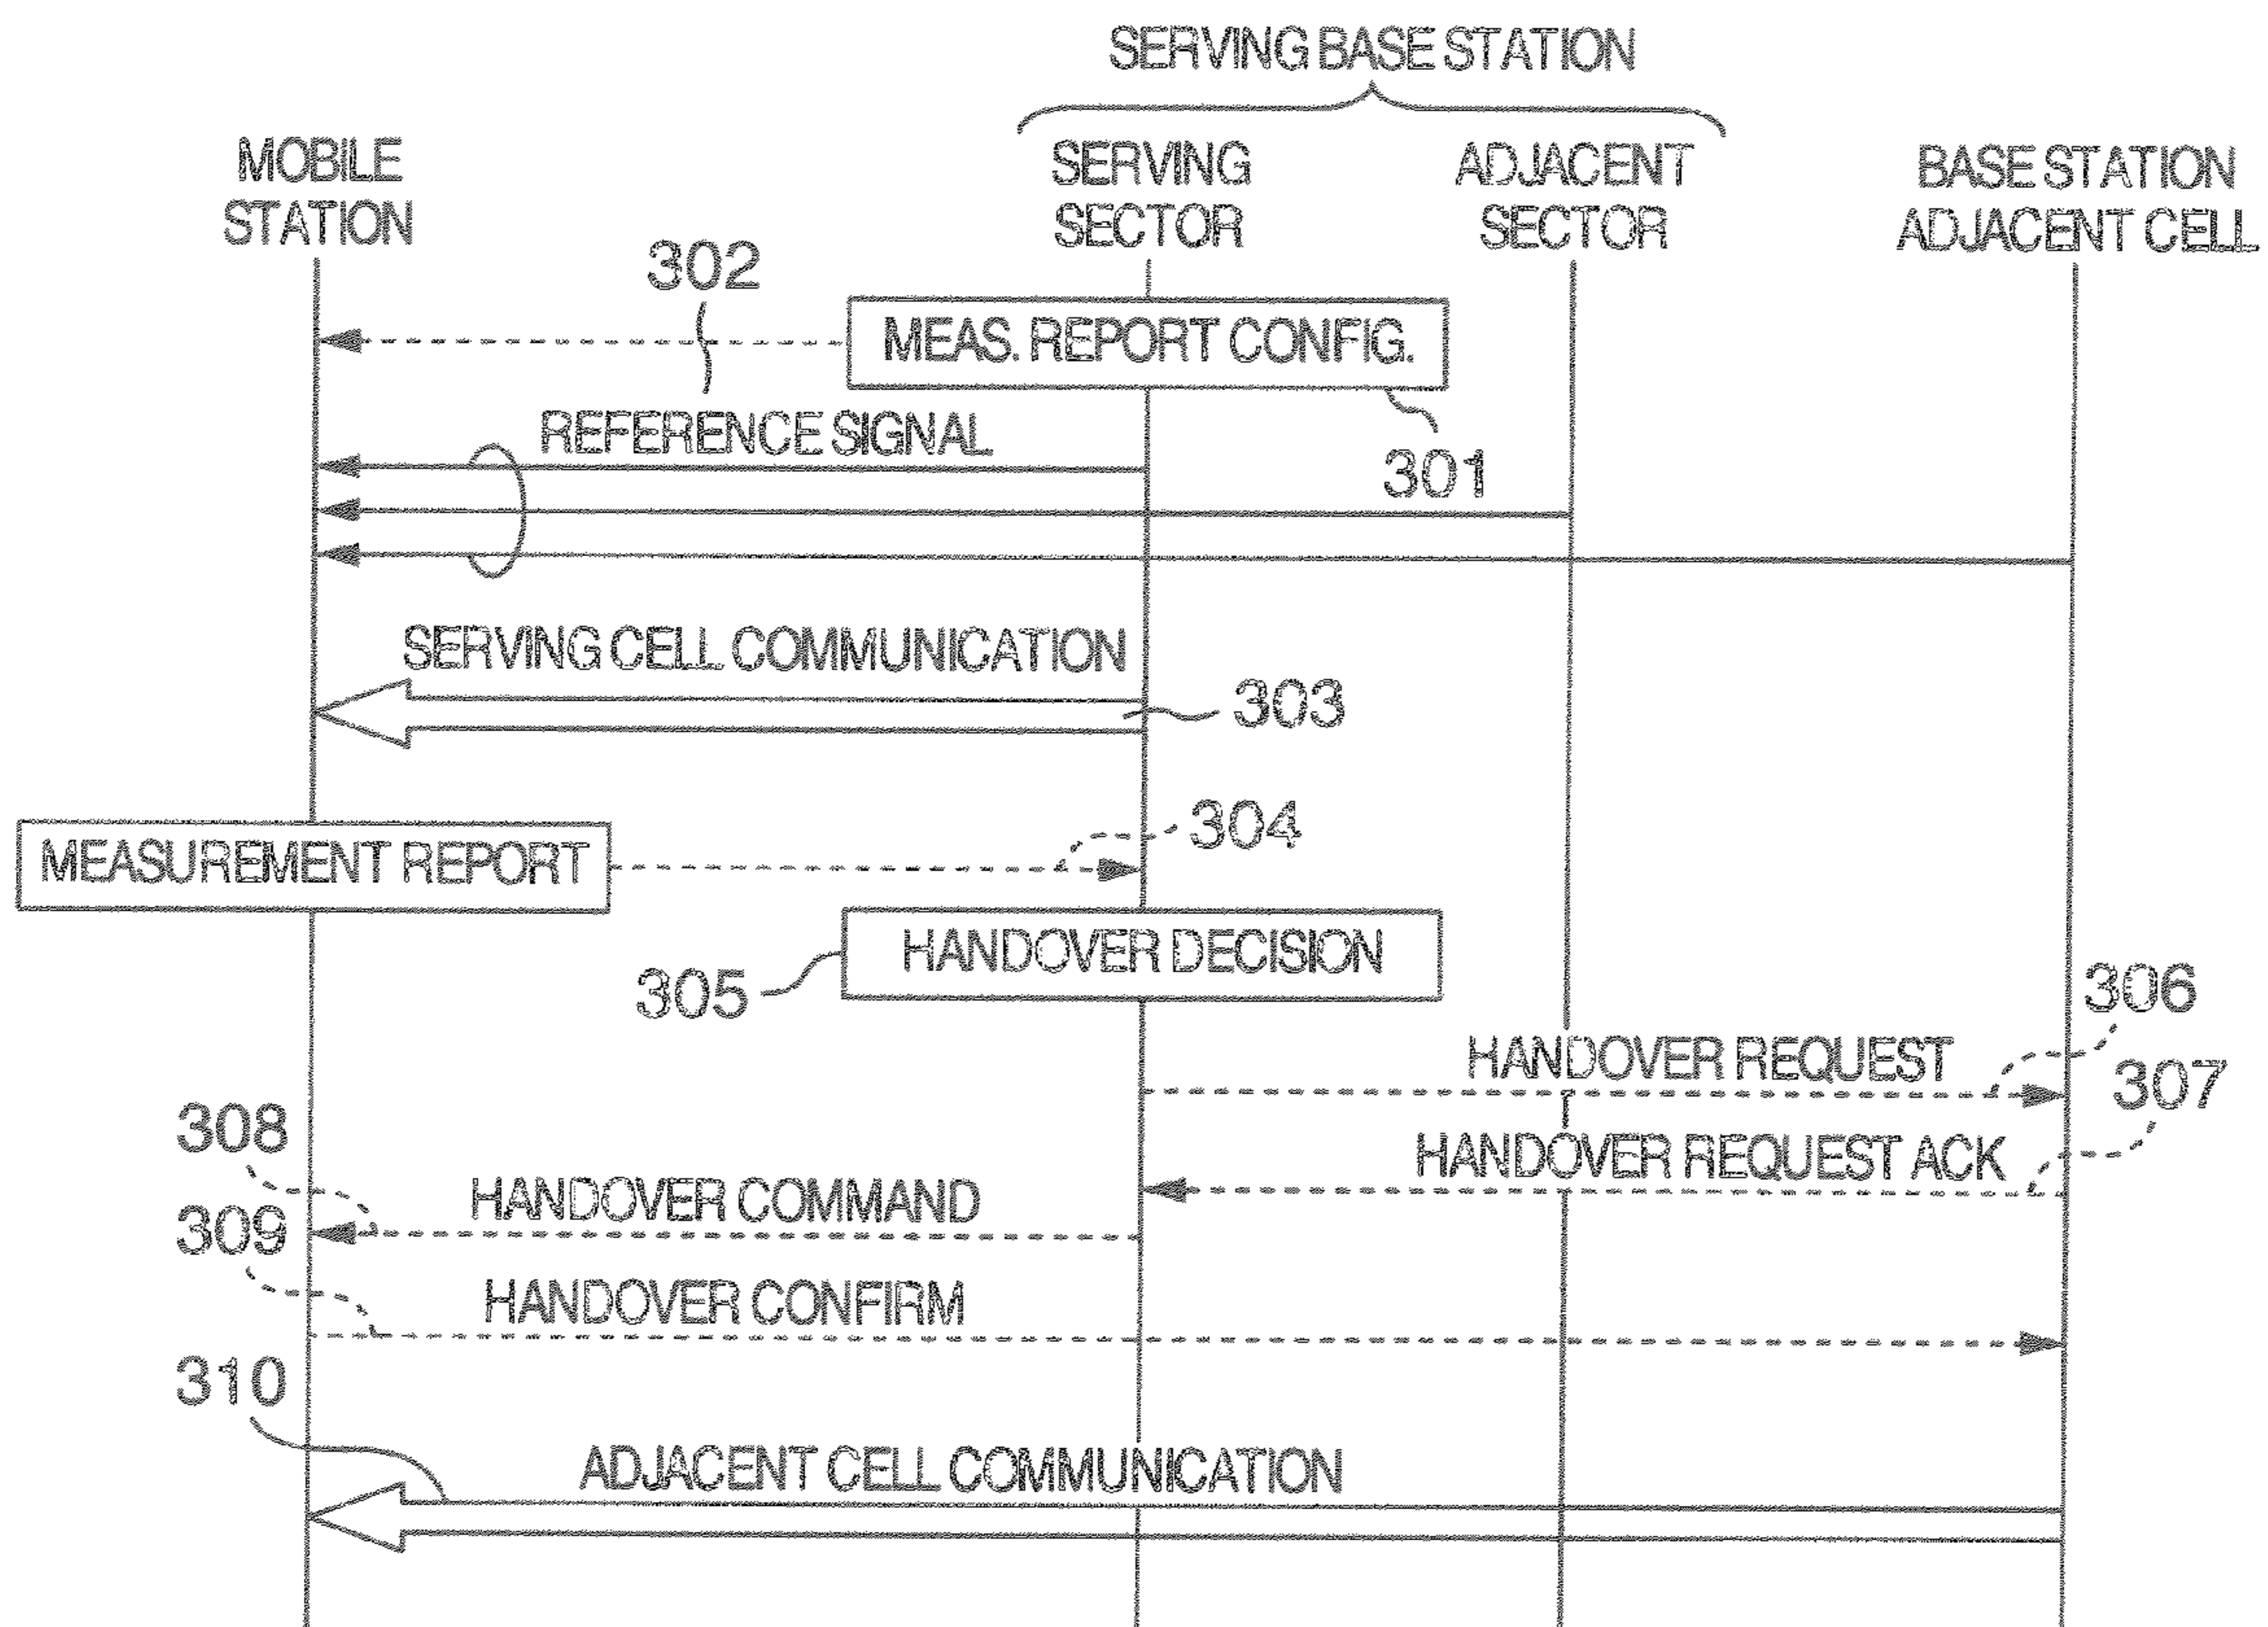 SERVING BASE STATION
MOBILE
STATION
SERVING
SECTOR
ADJACENT
SECTOR
BASE STATION
ADJACENT CELL
302
MEAS. REPORT CONFIG.
REFERENCE SIGNAL
301
SERVING CELL COMMUNICATION
303
304
MEASUREMENT REPORT
HANDOVER DECISION
305
306
HANDOVER REQUEST
307
308
HANDOVER REQUEST ACK
HANDOVER COMMAND
309
HANDOVER CONFIRM
310
ADJACENT CELL COMMUNICATION